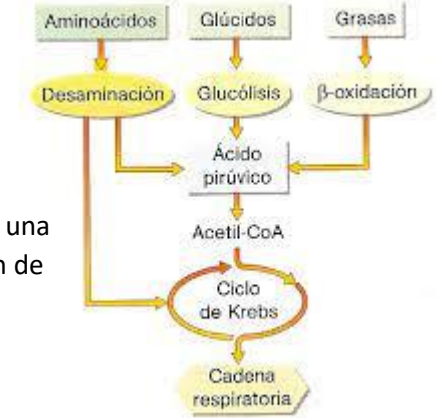 Aminoácidos Glúcidos Grasas
Desaminación Glucólisis β-oxidación
Ácido
pirúvico
una
Acetil-CoA
n de
Ciclo
de Krebs
Cadena
respiratoria